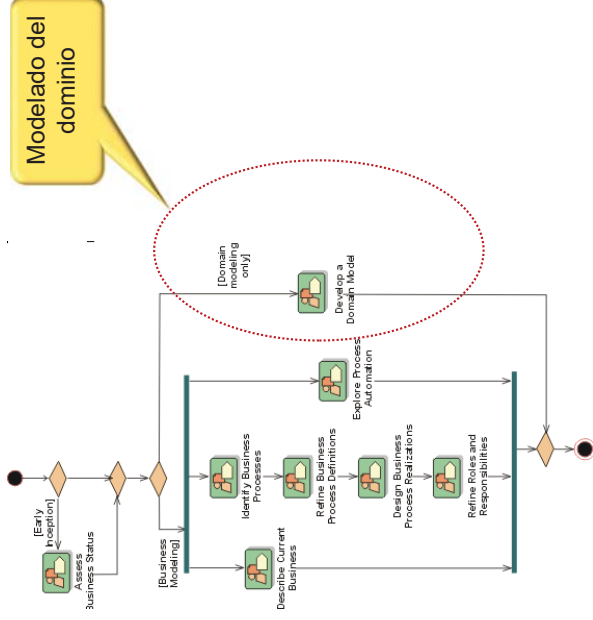 Modelado del
dominio
[Early
Inception]
Assess
Business Status
[Business
Modeling]
[Domain
modeling
only]
Describe Current
Business
Identify Business
Processes
Refine Business
Process Definitions
Design Business
Process Realizations
Refine Roles and
Responsibilities
Explore Process
Automation
Develop a
Domain Model